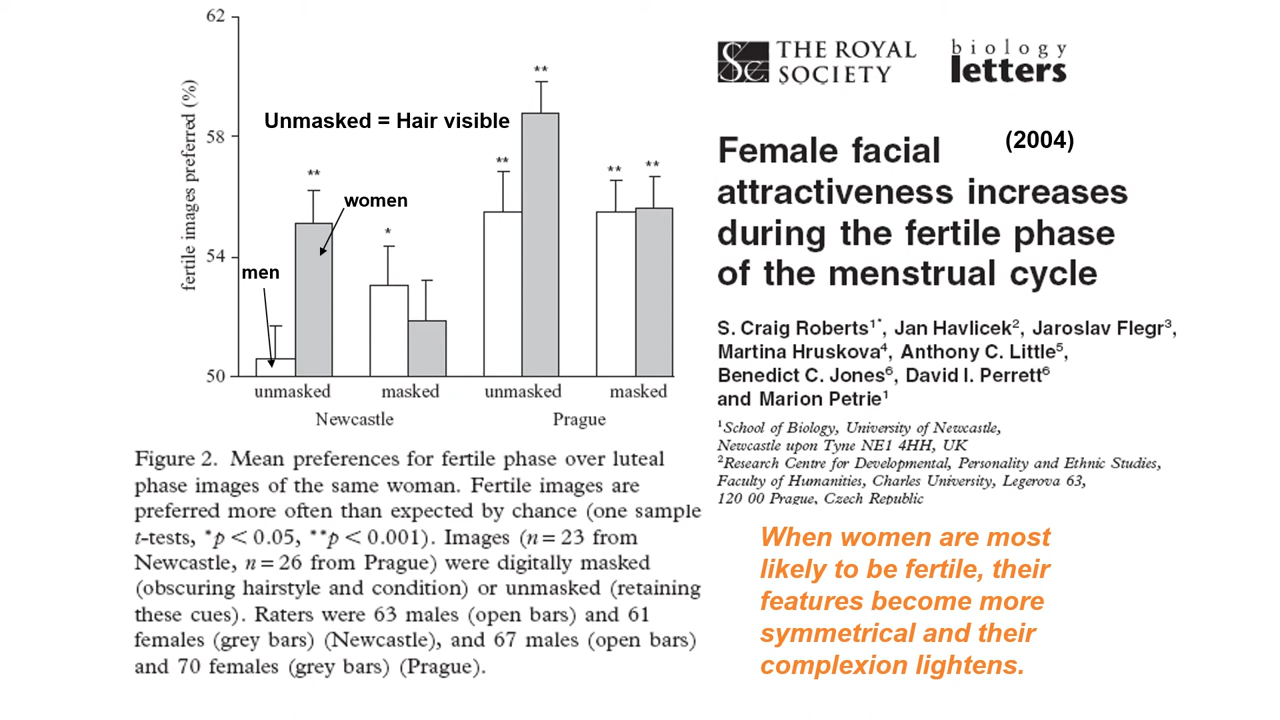 62
58
54
50
fertile images preferred (%)
Unmasked = Hair visible
men
women
**
*
**
**
**
**
unmasked masked unmasked masked
Newcastle Prague
Figure 2. Mean preferences for fertile phase over luteal
phase images of the same woman. Fertile images are
preferred more often than expected by chance (one sample
t-tests, *p < 0.05, **p < 0.001). Images (n = 23 from
Newcastle, n = 26 from Prague) were digitally masked
(obscuring hairstyle and condition) or unmasked (retaining
these cues). Raters were 63 males (open bars) and 61
females (grey bars) (Newcastle), and 67 males (open bars)
and 70 females (grey bars) (Prague).
THE ROYAL
SOCIETY
biology
letters
(2004)
Female facial
attractiveness increases
during the fertile phase
of the menstrual cycle
S. Craig Roberts1*, Jan Havlicek2, Jaroslav Flegr3,
Martina Hruskova4, Anthony C. Little5,
Benedict C. Jones6, David I. Perrett6
and Marion Petrie1
1School of Biology, University of Newcastle,
Newcastle upon Tyne NE1 4HH, UK
2Research Centre for Developmental, Personality and Ethnic Studies,
Faculty of Humanities, Charles University, Legerova 63,
120 00 Prague, Czech Republic
When women are most
likely to be fertile, their
features become more
symmetrical and their
complexion lightens.